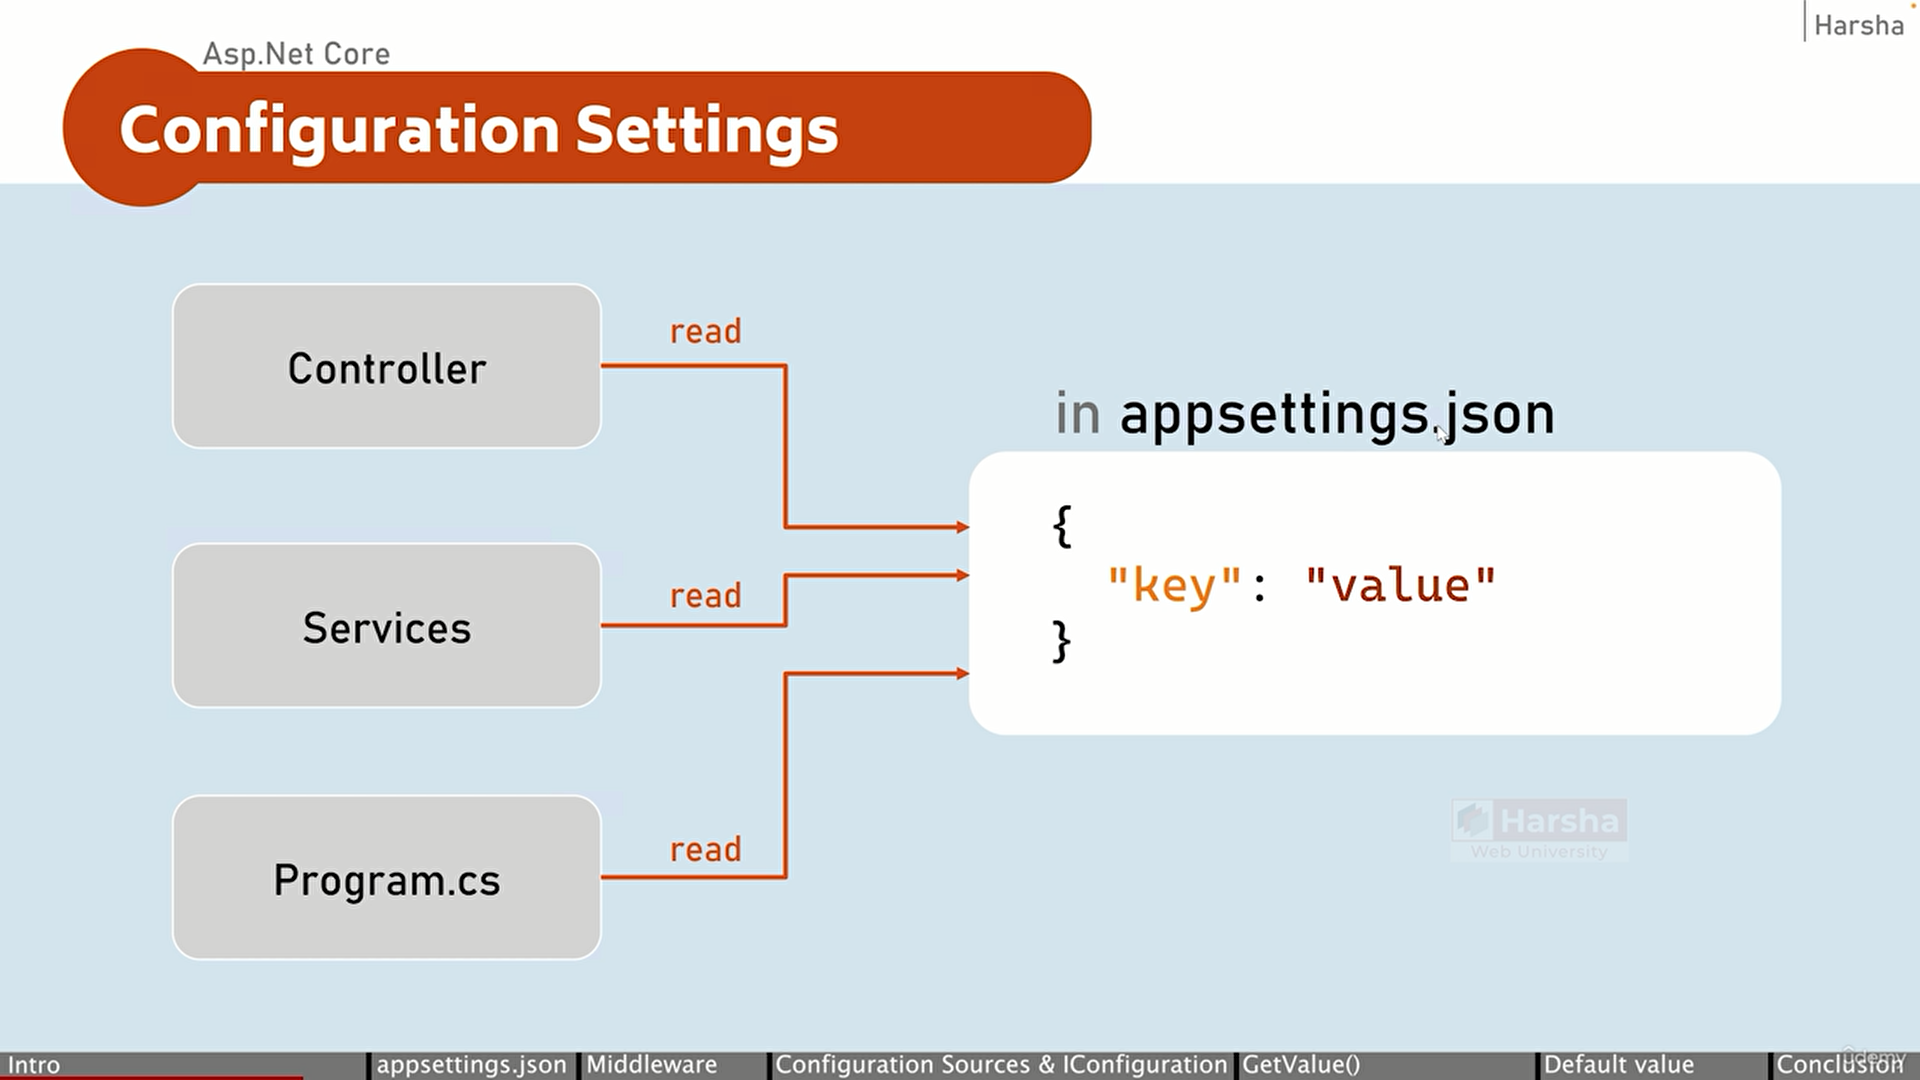 Harsha
Asp.Net Core
Configuration Settings
Controller
read
Services
read
Program.cs
read
in appsettings.json
{
"key": "value"
}
Harsha
Web University
Intro
appsettings.json
Middleware
Configuration Sources & IConfiguration
GetValue()
Default value
Conclusion
ûdemy